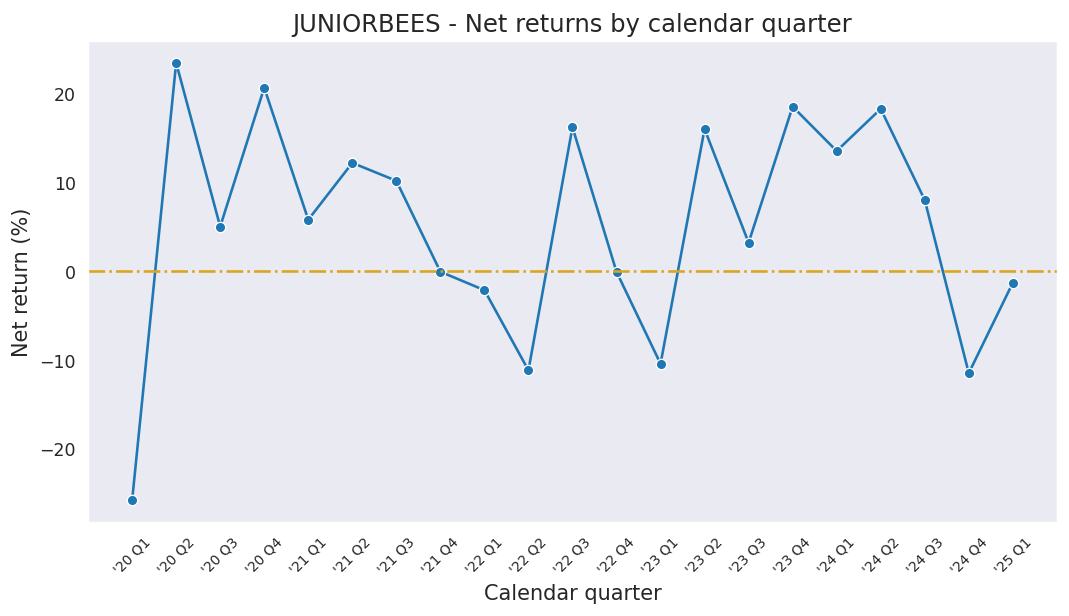 JUNIORBEES - Net returns by calendar quarter
Net return (%)
20
10
0
−10
−20
'20 Q1
'20 Q2
'20 Q3
'20 Q4
'21 Q1
'21 Q2
'21 Q3
'21 Q4
'22 Q1
'22 Q2
'22 Q3
'22 Q4
'23 Q1
'23 Q2
'23 Q3
'23 Q4
'24 Q1
'24 Q2
'24 Q3
'24 Q4
'25 Q1
Calendar quarter